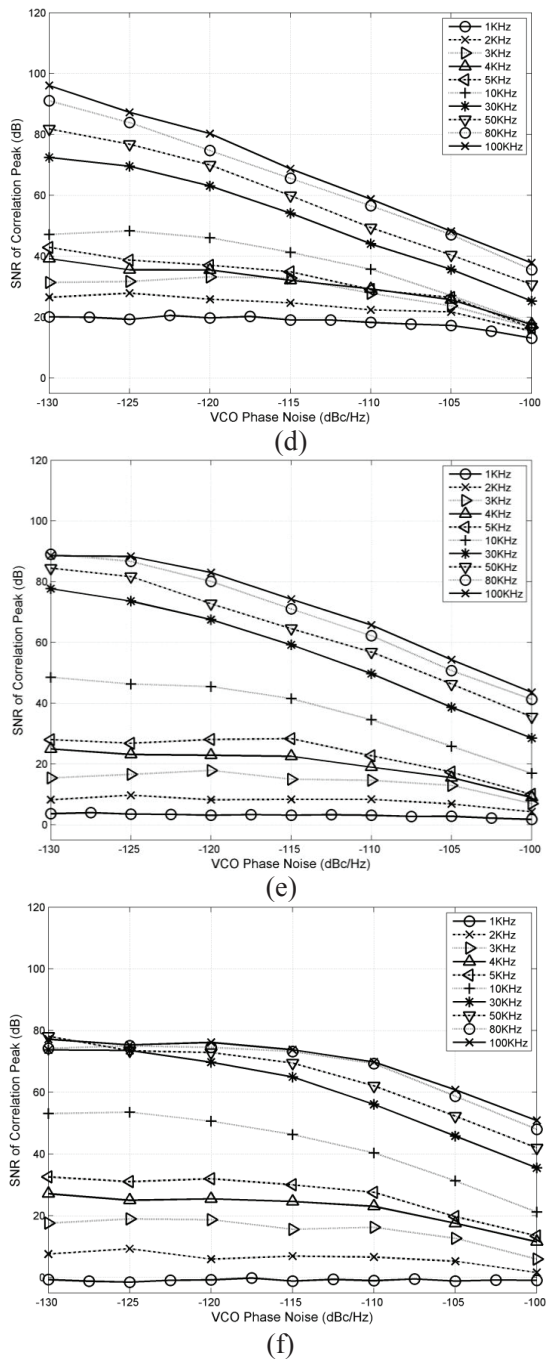 120
100
80
60
40
20
0
SNR of Correlation Peak (dB)
1KHz
2KHz
3KHz
4KHz
5KHz
10KHz
30KHz
50KHz
80KHz
100KHz
-130 -125 -120 -115 -110 -105 -100
VCO Phase Noise (dBc/Hz)
(d)
120
100
80
60
40
20
0
SNR of Correlation Peak (dB)
1KHz
2KHz
3KHz
4KHz
5KHz
10KHz
30KHz
50KHz
80KHz
100KHz
-130 -125 -120 -115 -110 -105 -100
VCO Phase Noise (dBc/Hz)
(e)
120
100
80
60
40
20
0
SNR of Correlation Peak (dB)
1KHz
2KHz
3KHz
4KHz
5KHz
10KHz
30KHz
50KHz
80KHz
100KHz
-130 -125 -120 -115 -110 -105 -100
VCO Phase Noise (dBc/Hz)
(f)